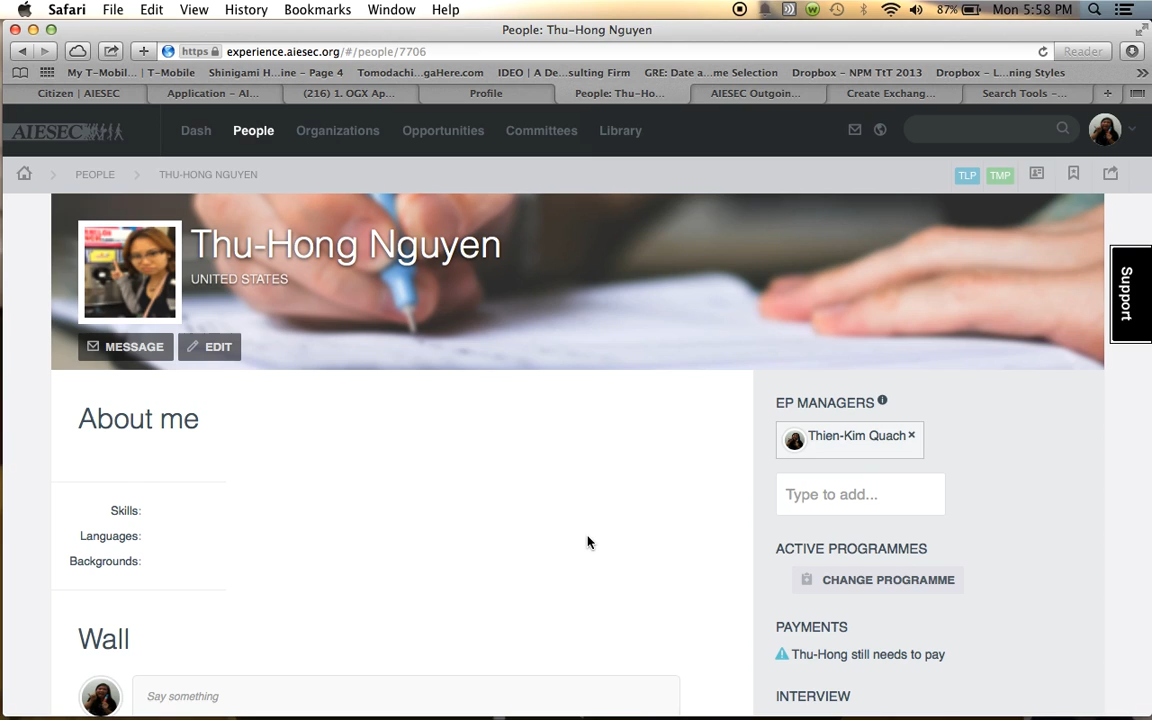 Safari File Edit View History Bookmarks Window Help 87% Mon 5:58 PM
People: Thu-Hong Nguyen
https experience.aiesec.org/#/people/7706 Reader
My T-Mobil... | T-Mobile Shinigami H...ine - Page 4 Tomodachi...gaHere.com IDEO | A De...sulting Firm GRE: Date a...me Selection Dropbox - NPM TtT 2013 Dropbox - L...ning Styles
Citizen | AIESEC Application - AI... (216) 1. OGX Ap... Profile People: Thu-Ho... AIESEC Outgoin... Create Exchang... Search Tools -...
AIESEC Dash People Organizations Opportunities Committees Library
PEOPLE THU-HONG NGUYEN TLP TMP
Thu-Hong Nguyen
UNITED STATES
MESSAGE EDIT
Support
About me
Skills:
Languages:
Backgrounds:
Wall
Say something
EP MANAGERS
Thien-Kim Quach ×
Type to add...
ACTIVE PROGRAMMES
CHANGE PROGRAMME
PAYMENTS
Thu-Hong still needs to pay
INTERVIEW